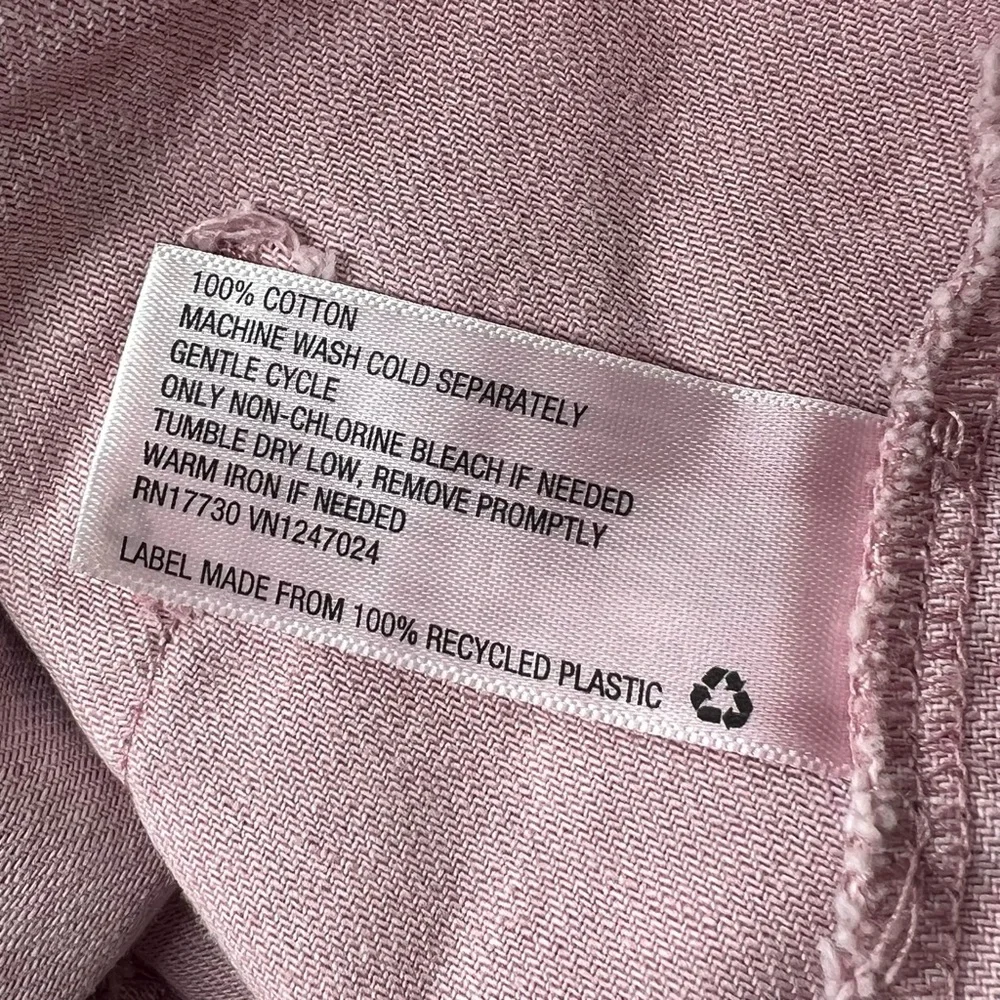 100% COTTON
MACHINE WASH COLD SEPARATELY
GENTLE CYCLE
ONLY NON-CHLORINE BLEACH IF NEEDED
TUMBLE DRY LOW, REMOVE PROMPTLY
WARM IRON IF NEEDED
RN17730 VN1247024
LABEL MADE FROM 100% RECYCLED PLASTIC